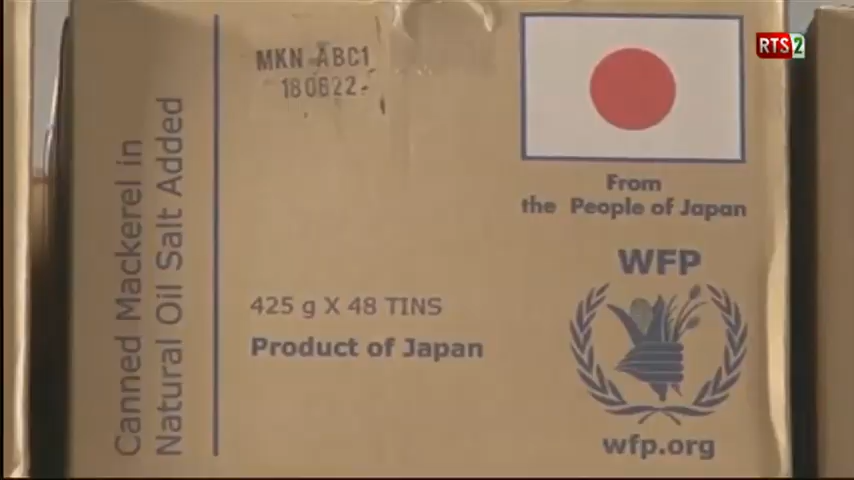 MKN ABC1
180622
RTS2
Canned Mackerel in
Natural Oil Salt Added
From
the People of Japan
WFP
425 g X 48 TINS
Product of Japan
wfp.org